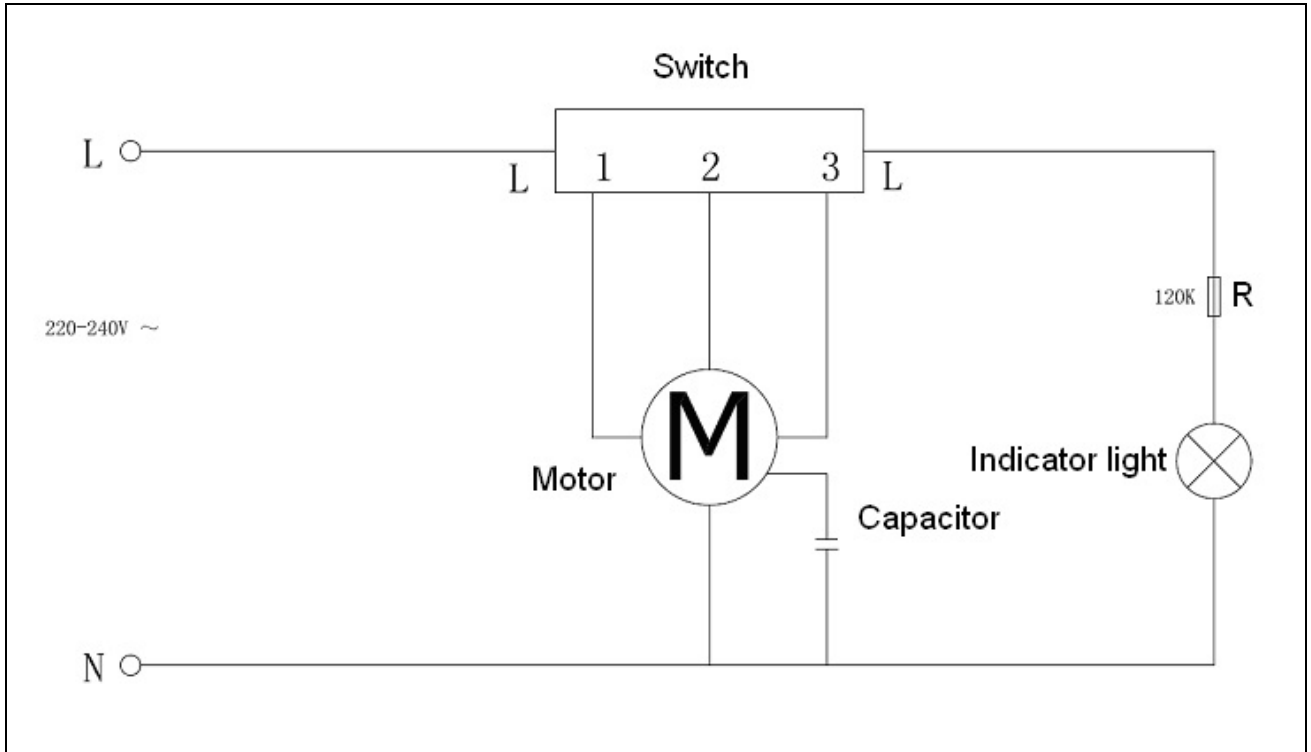 Switch
L
L 1 2 3 L
120K R
220-240V ~
M
Indicator light
Motor
Capacitor
N